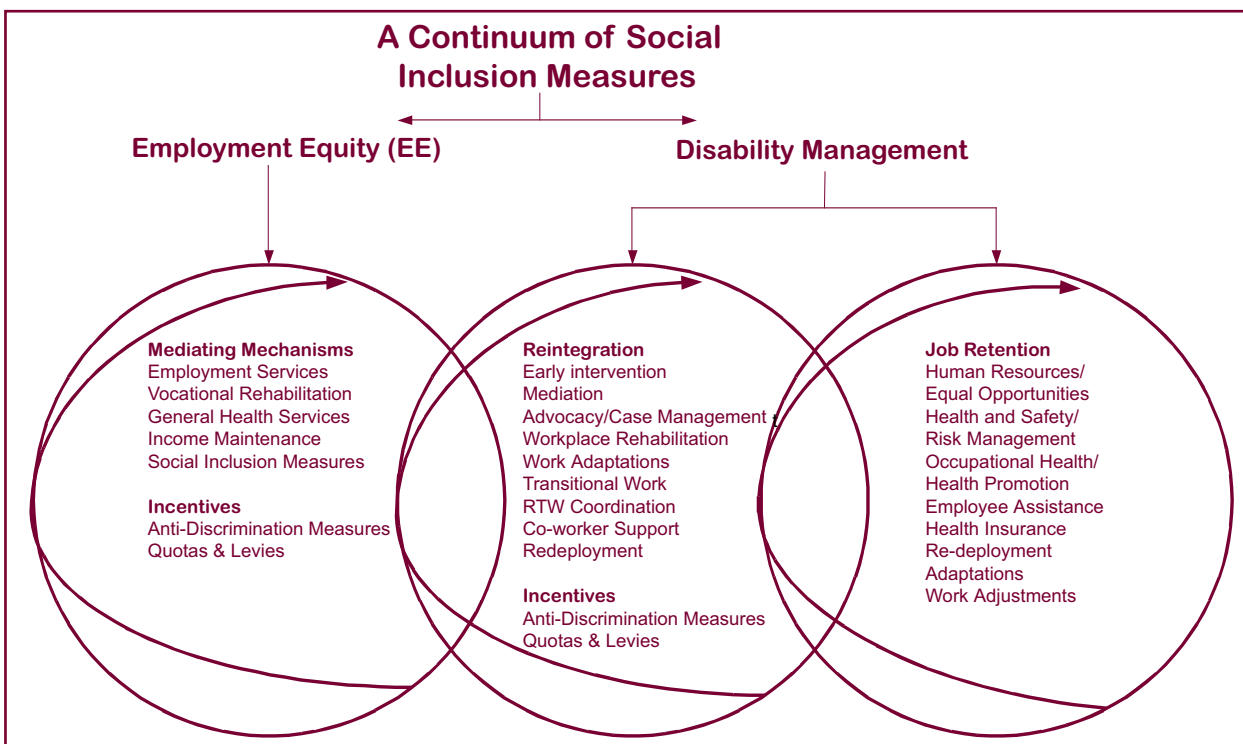 A Continuum of Social
Inclusion Measures
Employment Equity (EE)
Disability Management
Mediating Mechanisms
Employment Services
Vocational Rehabilitation
General Health Services
Income Maintenance
Social Inclusion Measures
Incentives
Anti-Discrimination Measures
Quotas & Levies
Reintegration
Early intervention
Mediation
Advocacy/Case Management t
Workplace Rehabilitation
Work Adaptations
Transitional Work
RTW Coordination
Co-worker Support
Redeployment
Incentives
Anti-Discrimination Measures
Quotas & Levies
Job Retention
Human Resources/
Equal Opportunities
Health and Safety/
Risk Management
Occupational Health/
Health Promotion
Employee Assistance
Health Insurance
Re-deployment
Adaptations
Work Adjustments